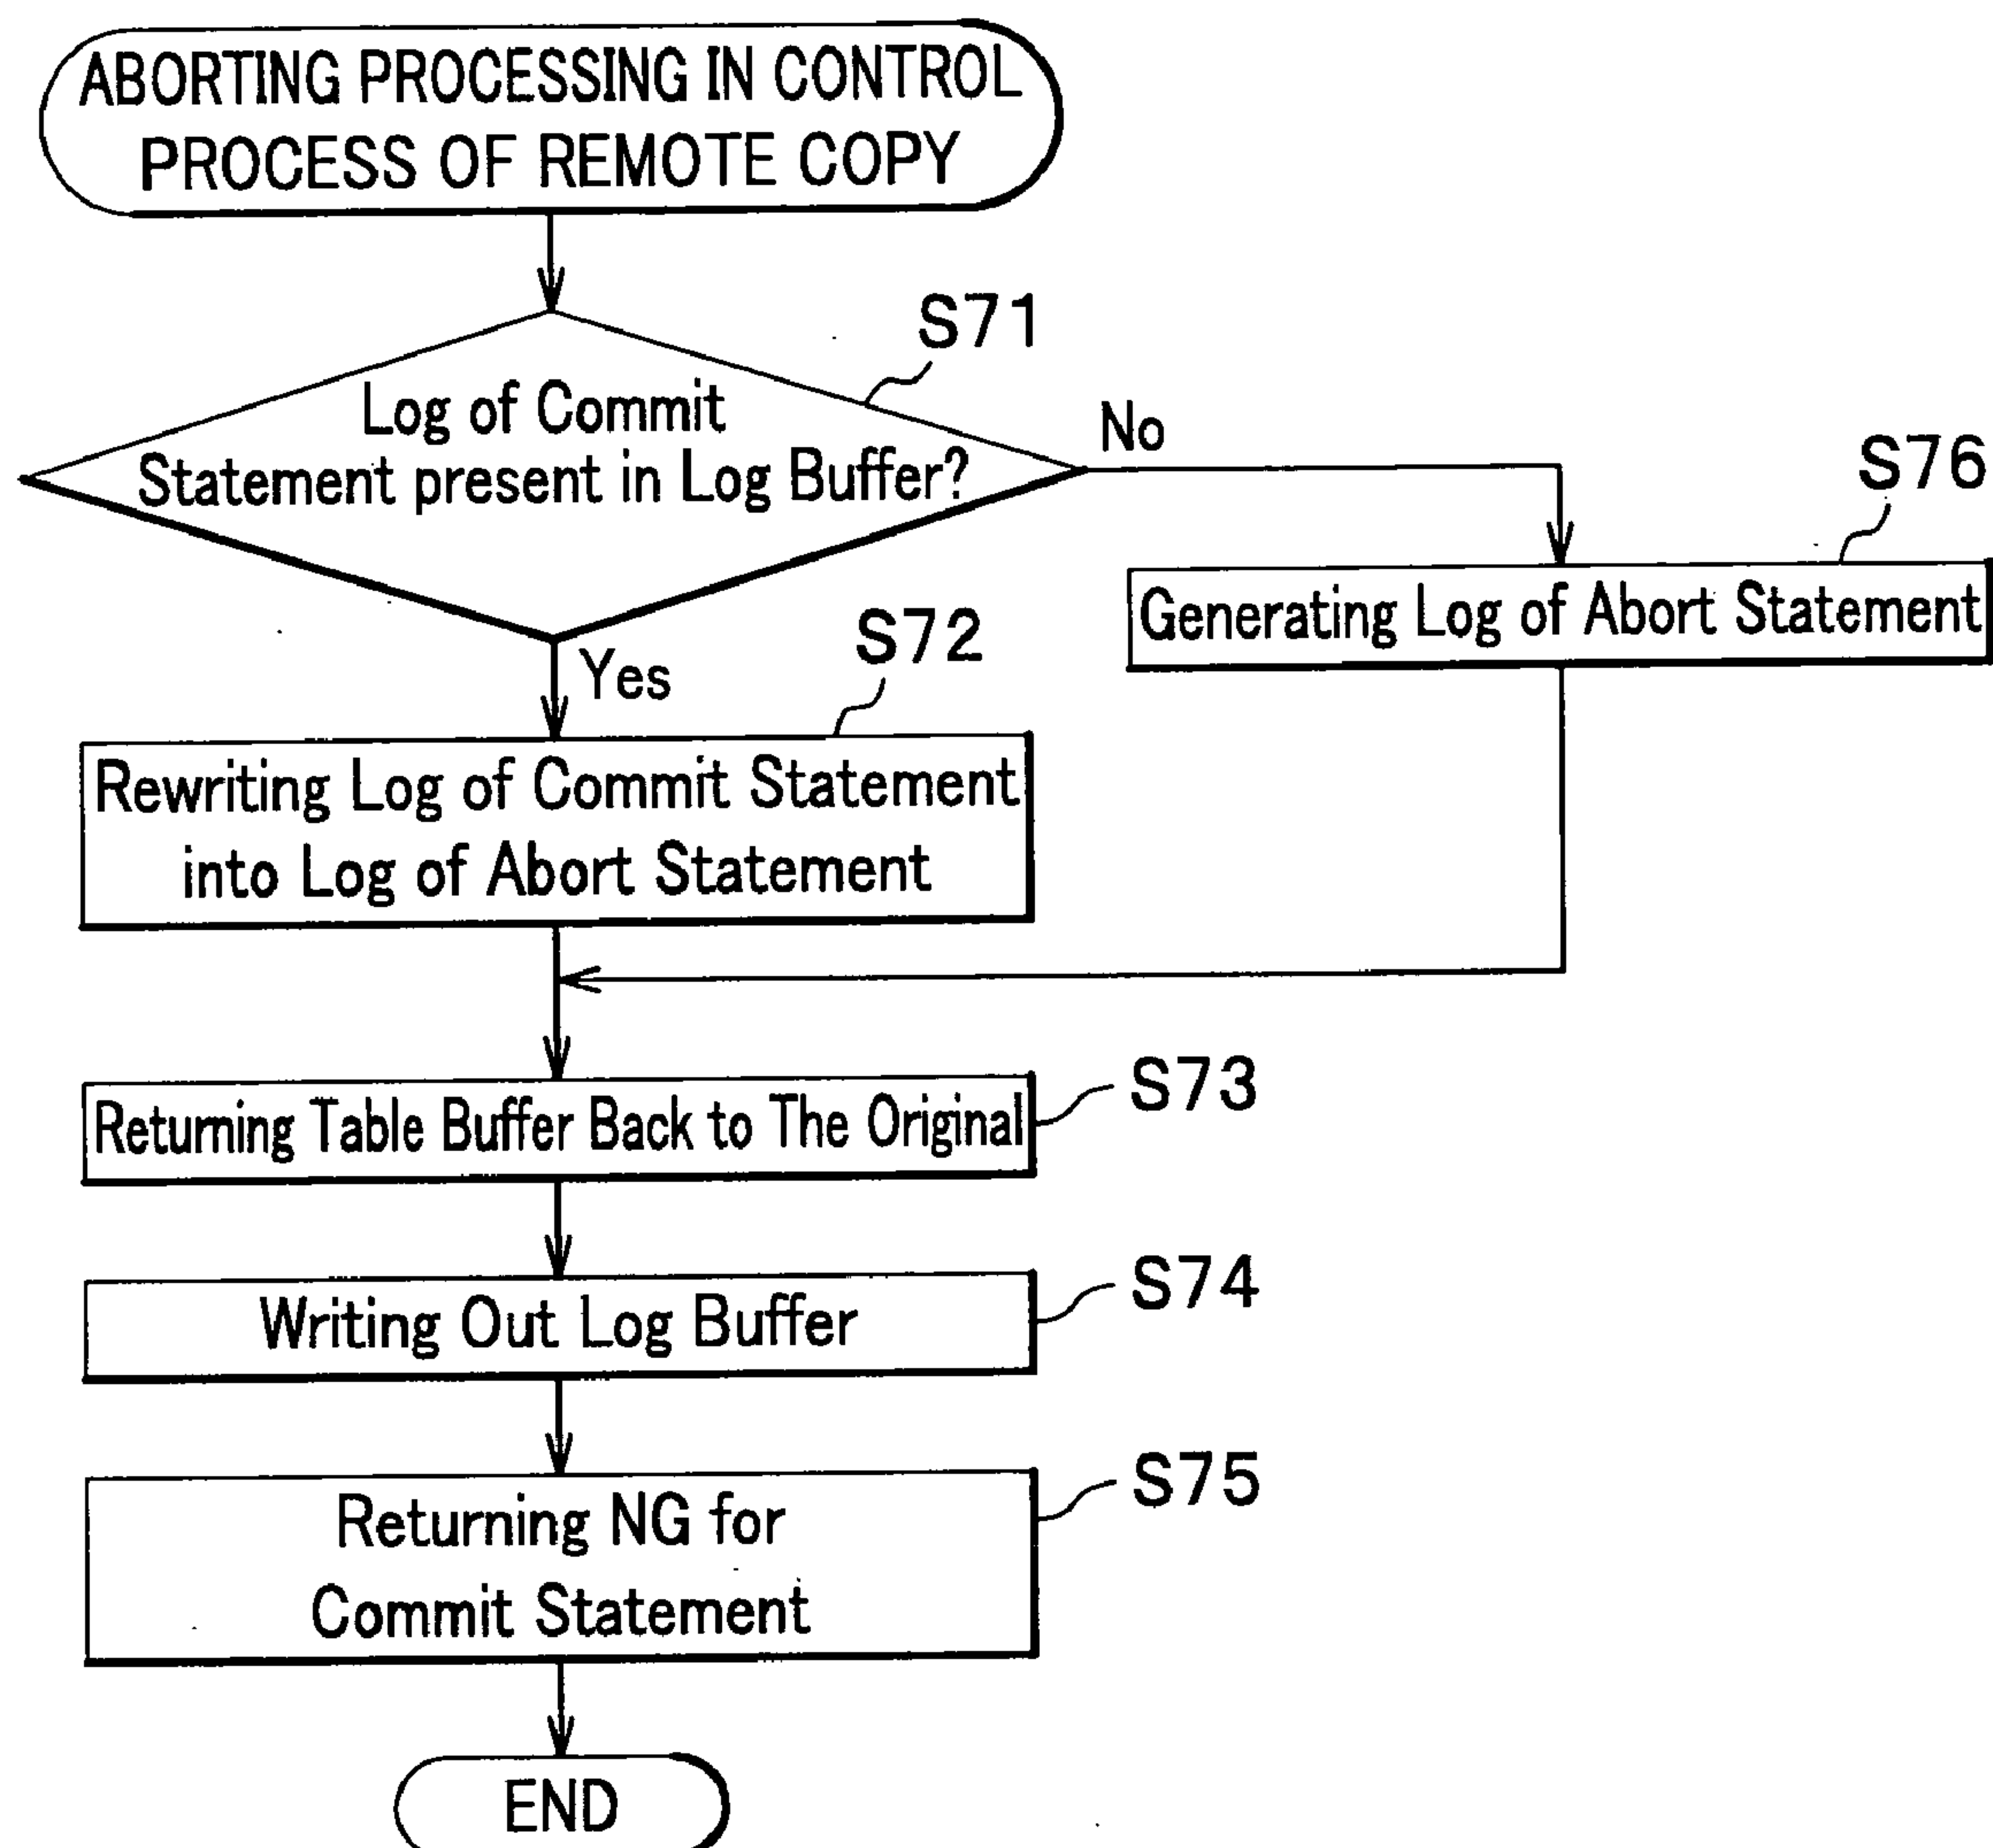 ABORTING PROCESSING IN CONTROL
PROCESS OF REMOTE COPY
S71
Log of Commit
Statement present in Log Buffer?
No
S76
Generating Log of Abort Statement
Yes
S72
Rewriting Log of Commit Statement
into Log of Abort Statement
Returning Table Buffer Back to The Original
S73
Writing Out Log Buffer
S74
Returning NG for
Commit Statement
S75
END